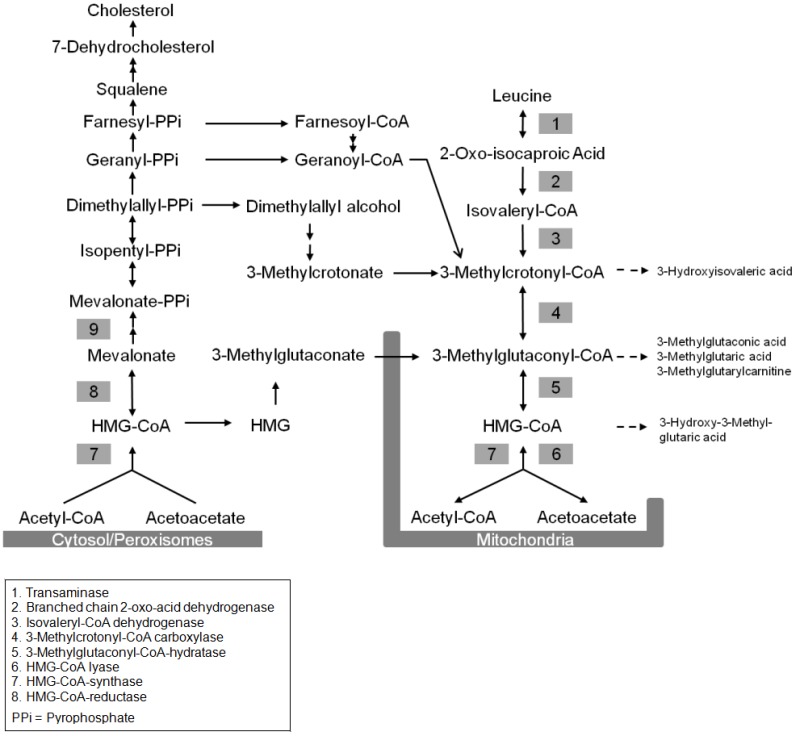 Cholesterol
7-Dehydrocholesterol
Squalene
Farnesyl-PPi
Geranyl-PPi
Dimethylallyl-PPi
Isopentyl-PPi
Mevalonate-PPi
9
Mevalonate
8
HMG-CoA
7
Acetyl-CoA
Acetoacetate
Cytosol/Peroxisomes
Farnesoyl-CoA
Geranoyl-CoA
Dimethylallyl alcohol
3-Methylcrotonate
3-Methylglutaconate
HMG
Leucine
1
2-Oxo-isocaproic Acid
2
Isovaleryl-CoA
3
3-Methylcrotonyl-CoA
3-Hydroxyisovaleric acid
4
3-Methylglutaconyl-CoA
3-Methylglutaconic acid
3-Methylglutaric acid
3-Methylglutarylcarnitine
5
HMG-CoA
3-Hydroxy-3-Methyl-
glutaric acid
7
6
Acetyl-CoA
Acetoacetate
Mitochondria
1. Transaminase
2. Branched chain 2-oxo-acid dehydrogenase
3. Isovaleryl-CoA dehydrogenase
4. 3-Methylcrotonyl-CoA carboxylase
5. 3-Methylglutaconyl-CoA-hydratase
6. HMG-CoA lyase
7. HMG-CoA-synthase
8. HMG-CoA-reductase
PPi = Pyrophosphate